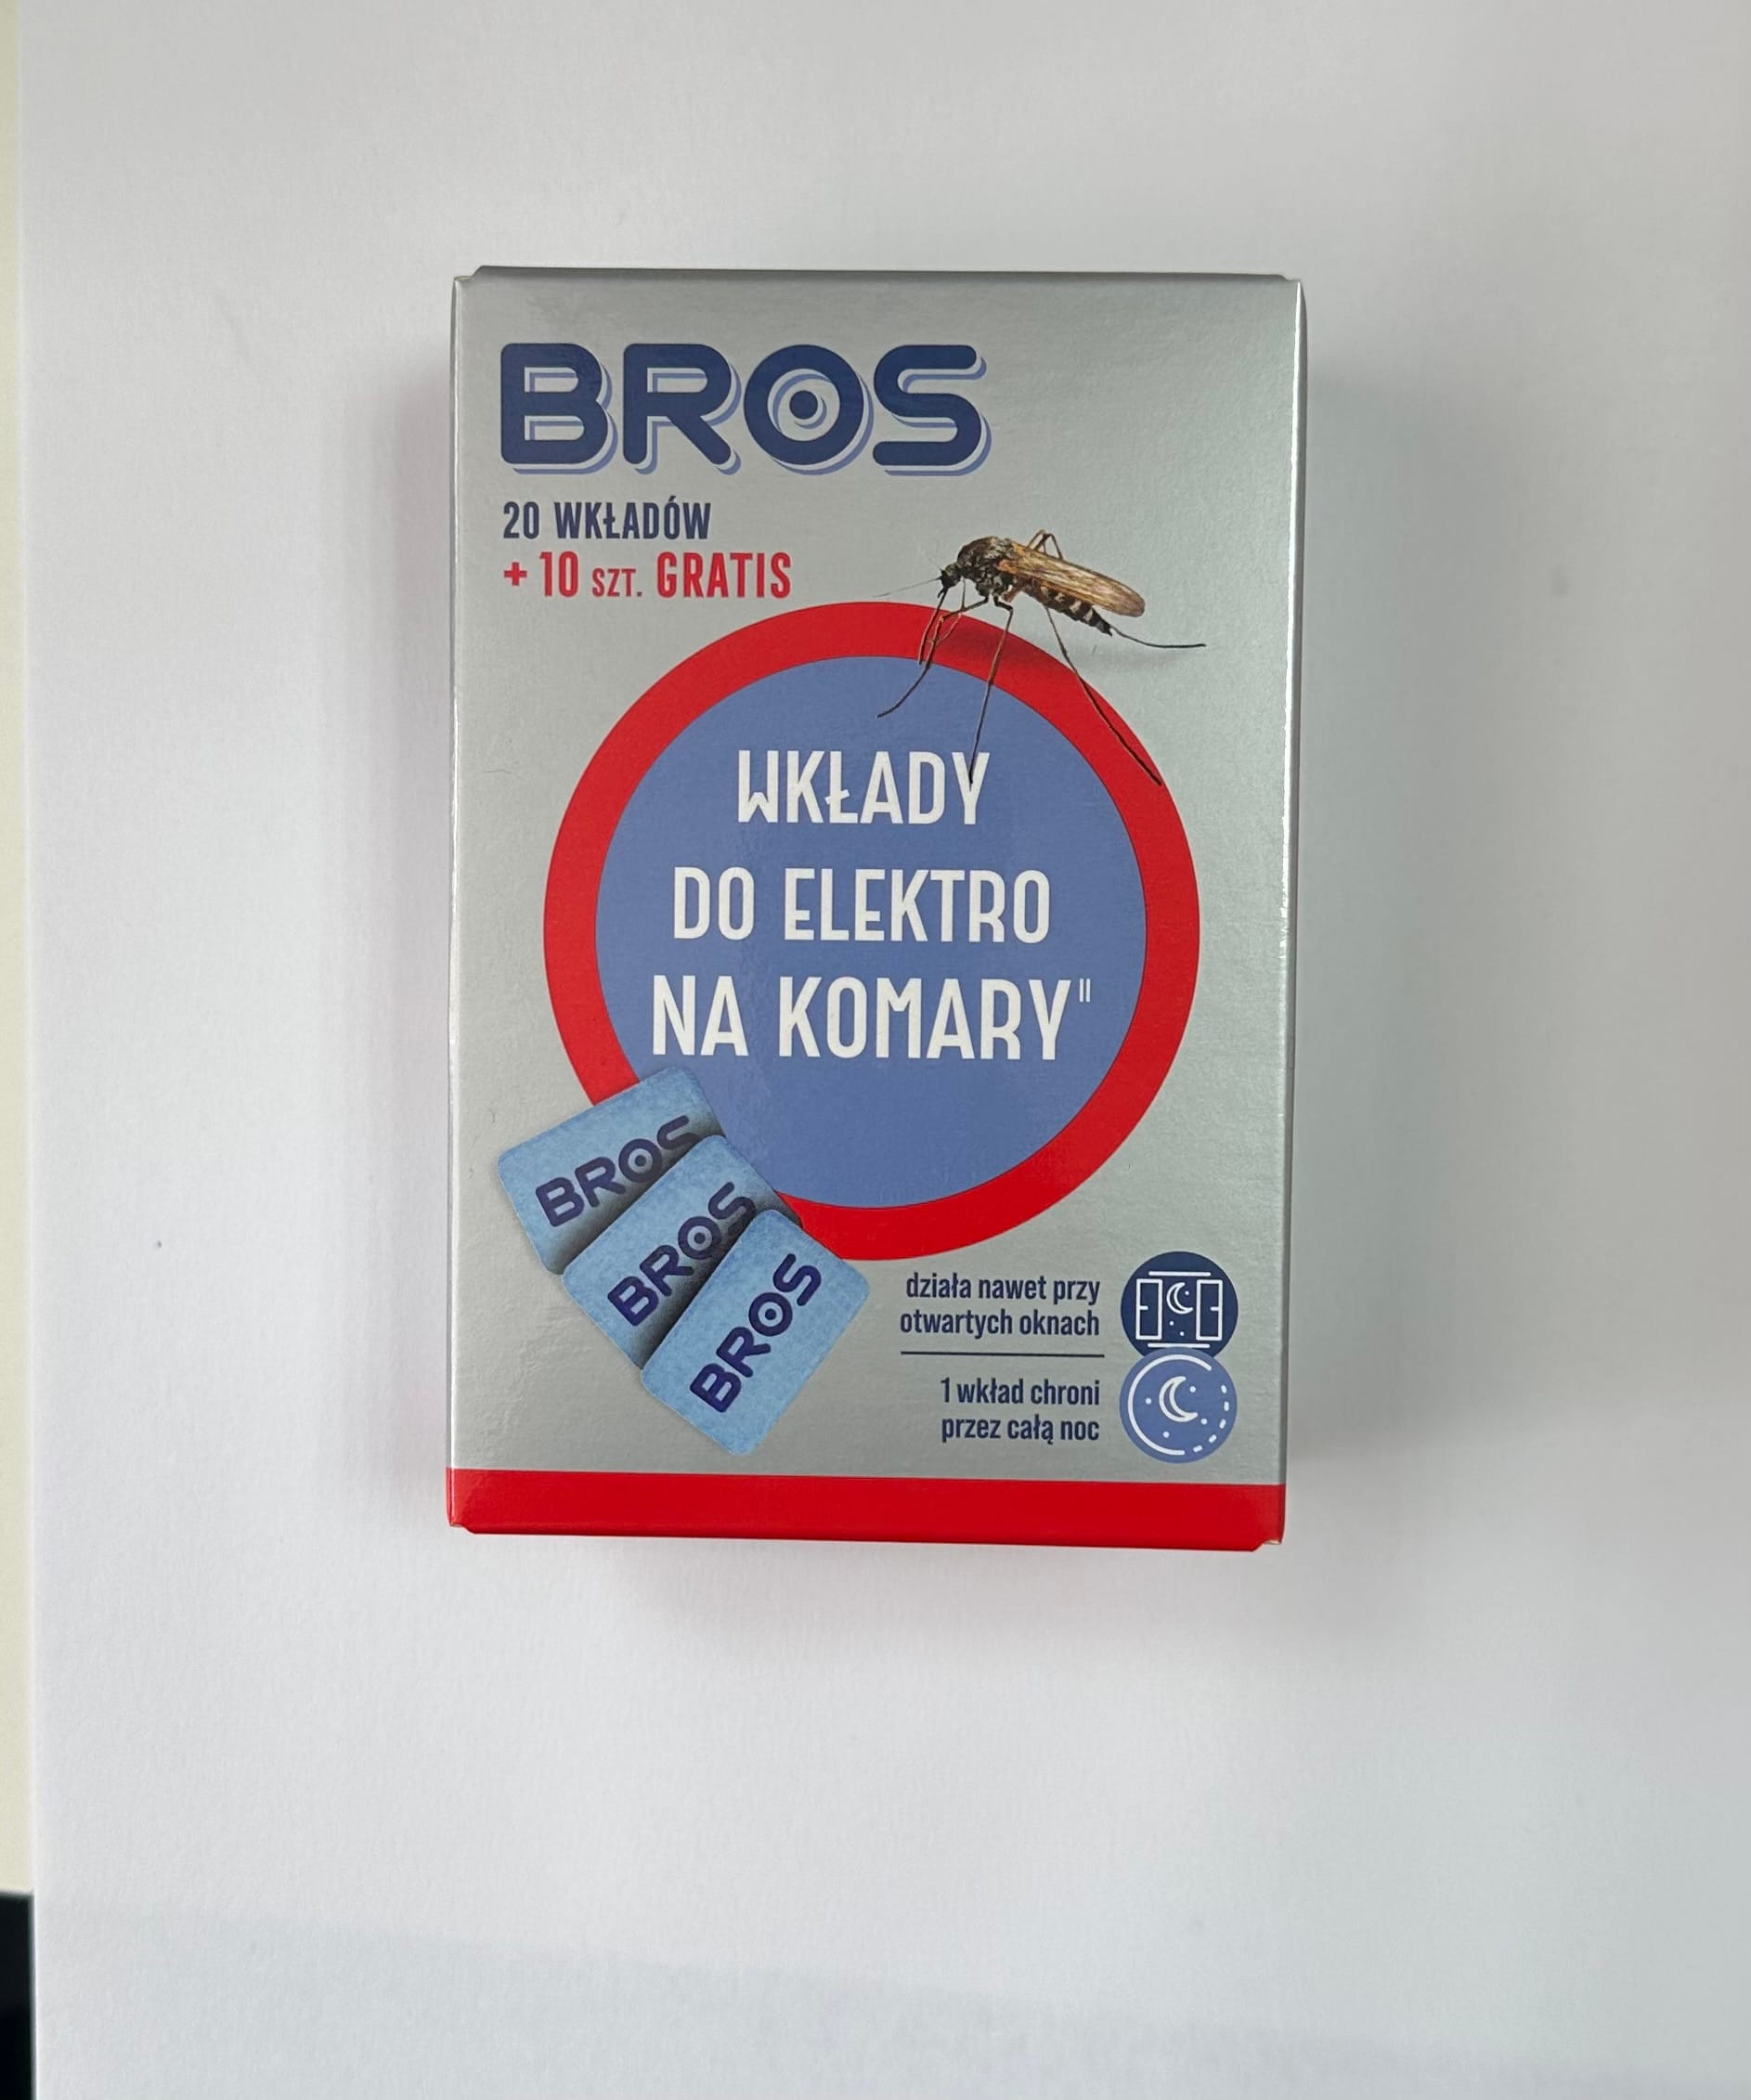 BROS
20 WKŁADÓW
+ 10 SZT. GRATIS
WKŁADY
DO ELEKTRO
NA KOMARY"
BROS
BROS
BROS
działa nawet przy
otwartych oknach
1 wkład chroni
przez całą noc